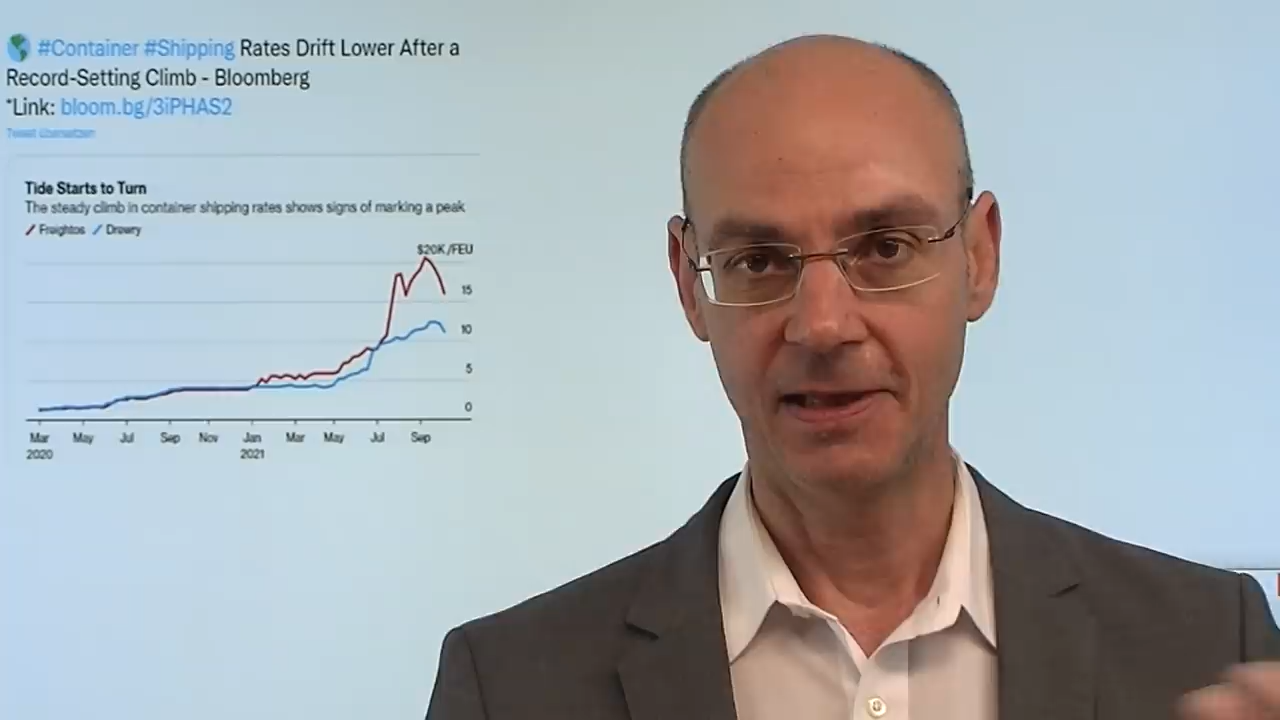 #Container #Shipping Rates Drift Lower After a
Record-Setting Climb - Bloomberg
*Link: bloom.bg/3iPHAS2
Tweet übersetzen
Tide Starts to Turn
The steady climb in container shipping rates shows signs of marking a peak
Freightos Drewry
$20K/FEU
15
10
5
0
Mar May Jul Sep Nov Jan Mar May Jul Sep
2020 2021